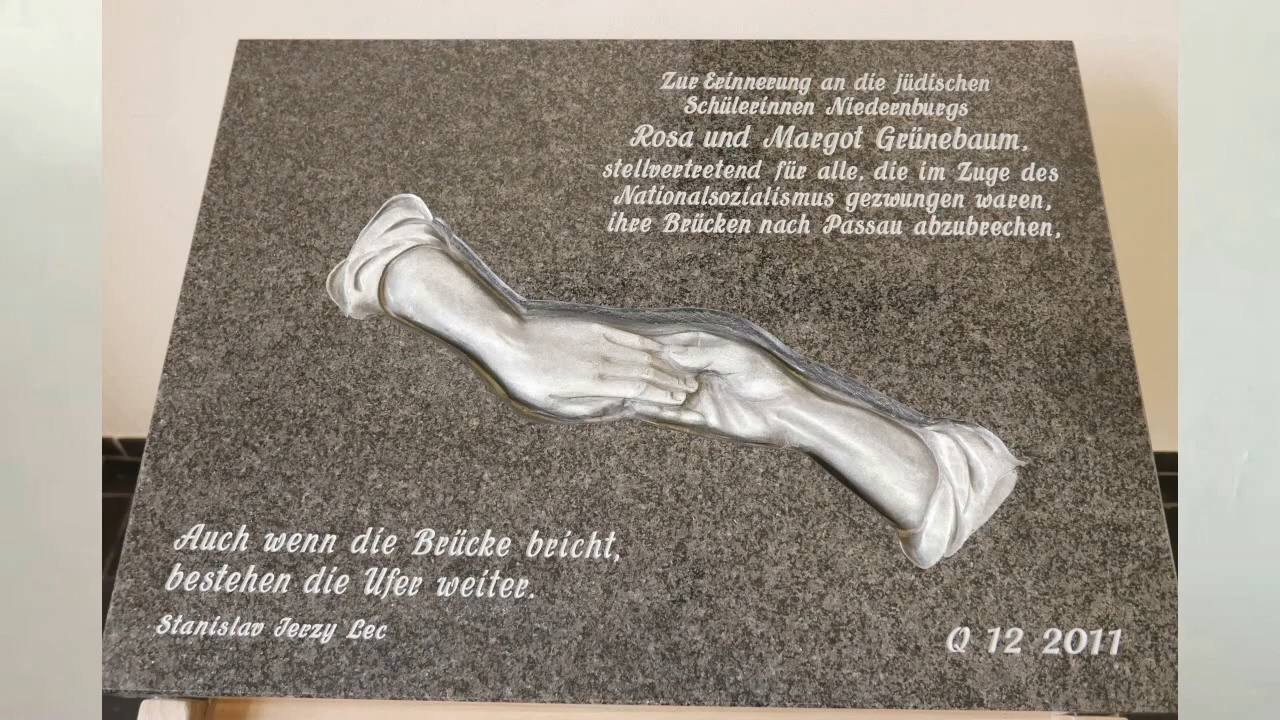 Zur Erinnerung an die jüdischen
Schülerinnen Niedernburgs
Rosa und Margot Grünebaum,
stellvertretend für alle, die im Zuge des
Nationalsozialismus gezwungen waren,
ihre Brücken nach Passau abzubrechen.
Auch wenn die Brücke bricht,
bestehen die Ufer weiter.
Stanislav Jerzy Lec
Q 12 2011